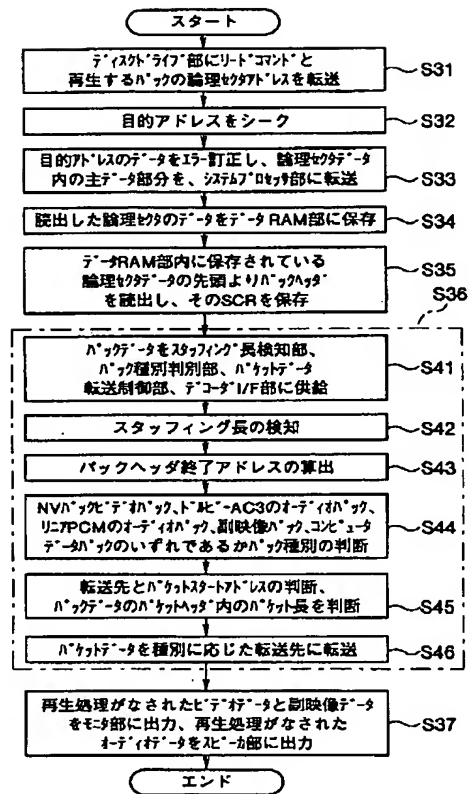 スタート
ﾃﾞｨｽｸﾄﾞﾗｲﾌﾞ部にﾘｰﾄﾞｺﾏﾝﾄﾞと
再生するﾊﾟｯｸの論理ｾｸﾀｱﾄﾞﾚｽを転送
S31
目的アドレスをシーク
S32
目的ｱﾄﾞﾚｽのﾃﾞｰﾀをｴﾗｰ訂正し、論理ｾｸﾀﾃﾞｰﾀ
内の主ﾃﾞｰﾀ部分を、ｼｽﾃﾑﾌﾟﾛｾｯｻ部に転送
S33
読出した論理ｾｸﾀのﾃﾞｰﾀをﾃﾞｰﾀRAM部に保存
S34
ﾃﾞｰﾀRAM部内に保存されている
論理ｾｸﾀﾃﾞｰﾀの先頭よりﾊﾟｯｸﾍｯﾀﾞ
を読出し、そのSCRを保存
S35
S36
ﾊﾟｯｸﾃﾞｰﾀをｽﾀｯﾌｨﾝｸﾞ長検知部、
ﾊﾟｯｸ種別判別部、ﾊﾟｹｯﾄﾃﾞｰﾀ
転送制御部、ﾃﾞｺｰﾀﾞI/F部に供給
S41
スタッフィング長の検知
S42
パックヘッダ終了アドレスの算出
S43
NVﾊﾟｯｸﾋﾞﾃﾞｵﾊﾟｯｸ、ﾄﾞﾙﾋﾞｰAC3のｵｰﾃﾞｨｵﾊﾟｯｸ、
ﾘﾆｱPCMのｵｰﾃﾞｨｵﾊﾟｯｸ、副映像ﾊﾟｯｸ、ｺﾝﾋﾟｭｰﾀ
ﾃﾞｰﾀﾊﾟｯｸのいずれであるかﾊﾟｯｸ種別の判断
S44
転送先とﾊﾟｹｯﾄｽﾀｰﾄｱﾄﾞﾚｽの判断、
ﾊﾟｯｸﾃﾞｰﾀのﾊﾟｹｯﾄﾍｯﾀﾞ内のﾊﾟｹｯﾄ長を判断
S45
ﾊﾟｹｯﾄﾃﾞｰﾀを種別に応じた転送先に転送
S46
再生処理がなされたﾋﾞﾃﾞｵﾃﾞｰﾀと副映像ﾃﾞｰﾀ
をﾓﾆﾀ部に出力、再生処理がなされた
ｵｰﾃﾞｨｵﾃﾞｰﾀをｽﾋﾟｰｶ部に出力
S37
エンド